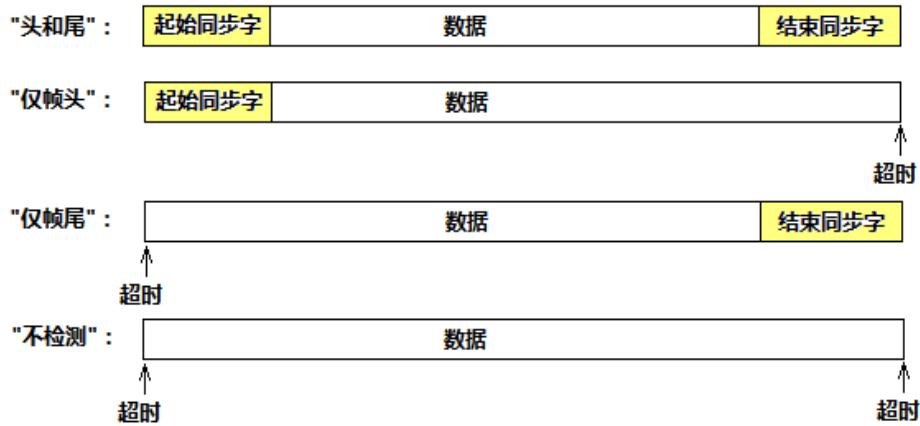 "头和尾"： 起始同步字 数据 结束同步字
"仅帧头"： 起始同步字 数据
超时
"仅帧尾"： 数据 结束同步字
超时
"不检测"： 数据
超时 超时